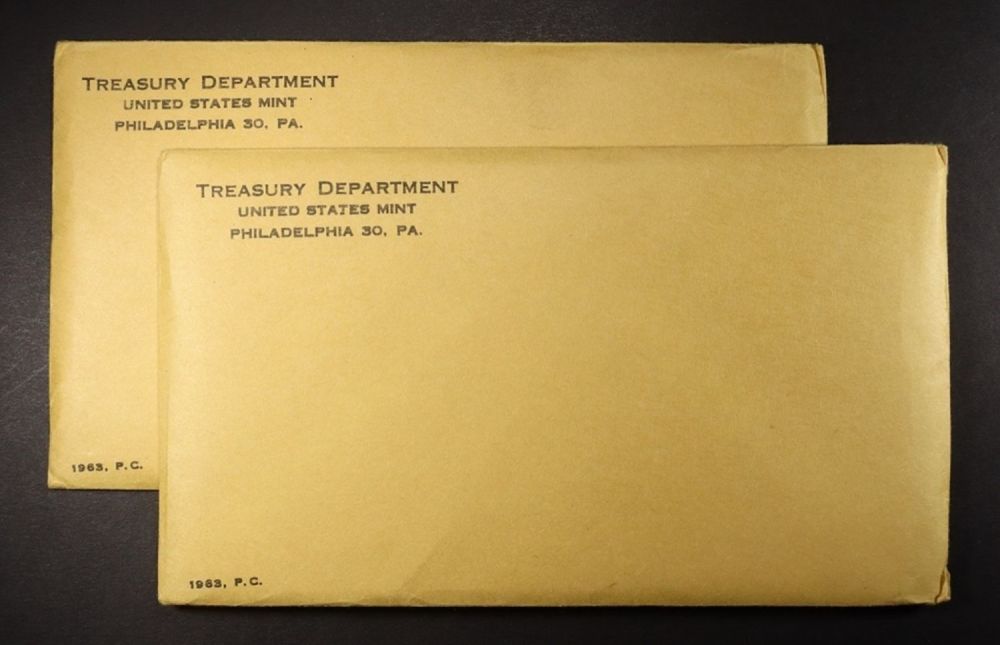 TREASURY DEPARTMENT
UNITED STATES MINT
PHILADELPHIA 30, PA.
1963, P.C.
TREASURY DEPARTMENT
UNITED STATES MINT
PHILADELPHIA 30, PA.
1963, P.C.